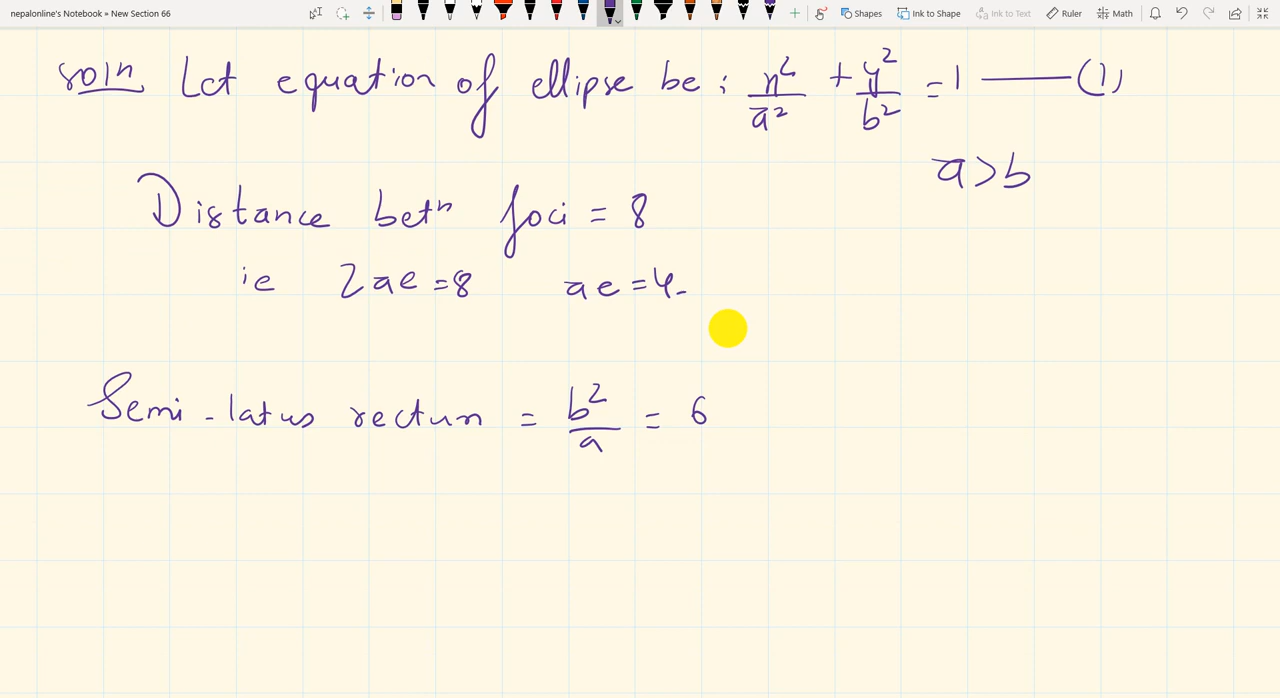 nepalonline's Notebook » New Section 66
Shapes Ink to Shape Ink to Text Ruler Math
soln. Let equation of ellipse be : x²/a² + y²/b² = 1 —— (1)
a > b
Distance betn foci = 8
ie 2ae = 8 ae = 4.
Semi-latus rectum = b²/a = 6